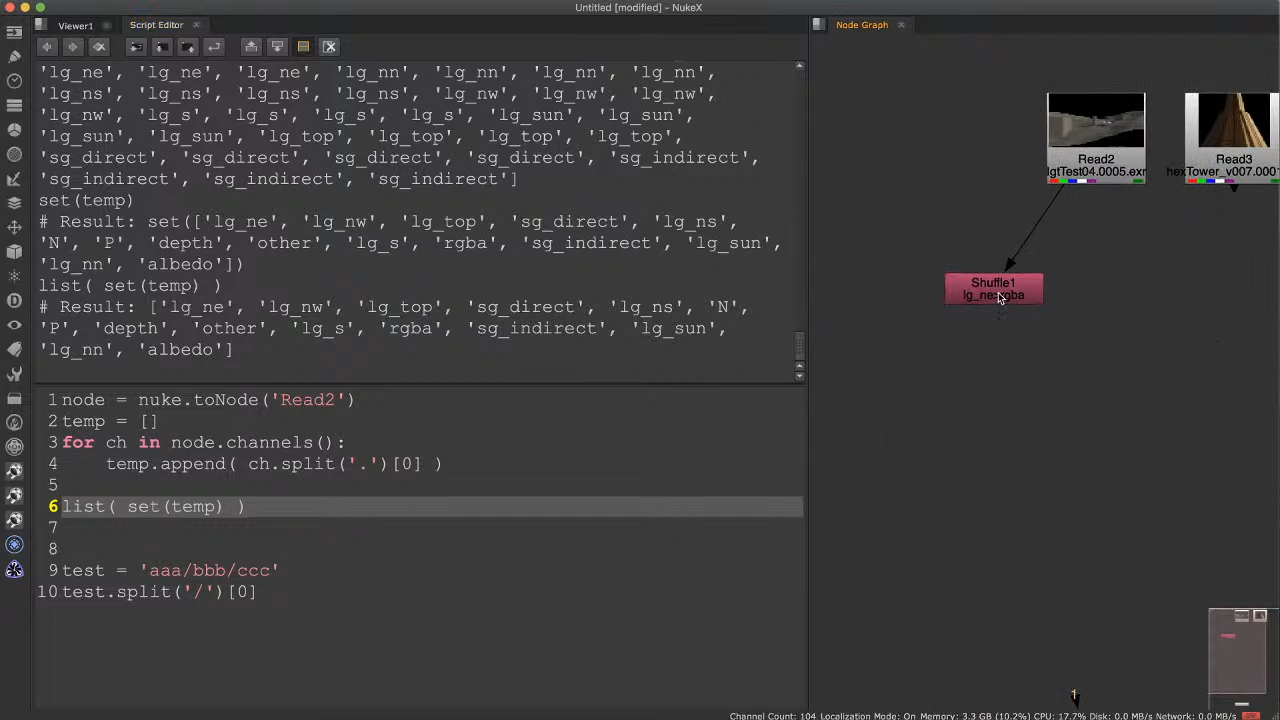 Untitled [modified] - NukeX
Viewer1
Script Editor
Node Graph
'lg_ne', 'lg_ne', 'lg_ne', 'lg_nn', 'lg_nn', 'lg_nn', 'lg_nn',
'lg_ns', 'lg_ns', 'lg_ns', 'lg_ns', 'lg_nw', 'lg_nw', 'lg_nw',
'lg_nw', 'lg_s', 'lg_s', 'lg_s', 'lg_s', 'lg_sun', 'lg_sun',
'lg_sun', 'lg_sun', 'lg_top', 'lg_top', 'lg_top', 'lg_top',
'sg_direct', 'sg_direct', 'sg_direct', 'sg_direct', 'sg_indirect',
'sg_indirect', 'sg_indirect', 'sg_indirect']
set(temp)
# Result: set(['lg_ne', 'lg_nw', 'lg_top', 'sg_direct', 'lg_ns',
'N', 'P', 'depth', 'other', 'lg_s', 'rgba', 'sg_indirect', 'lg_sun',
'lg_nn', 'albedo'])
list( set(temp) )
# Result: ['lg_ne', 'lg_nw', 'lg_top', 'sg_direct', 'lg_ns', 'N',
'P', 'depth', 'other', 'lg_s', 'rgba', 'sg_indirect', 'lg_sun',
'lg_nn', 'albedo']
1 node = nuke.toNode('Read2')
2 temp = []
3 for ch in node.channels():
4 temp.append( ch.split('.')[0] )
5
6 list( set(temp) )
7
8
9 test = 'aaa/bbb/ccc'
10 test.split('/')[0]
Read2
lgtTest04.0005.exr
Read3
hexTower_v007.0001
Shuffle1
1
Channel Count: 104 Localization Mode: On Memory: 3.3 GB (10.2%) CPU: 17.7% Disk: 0.0 MB/s Network: 0.0 MB/s